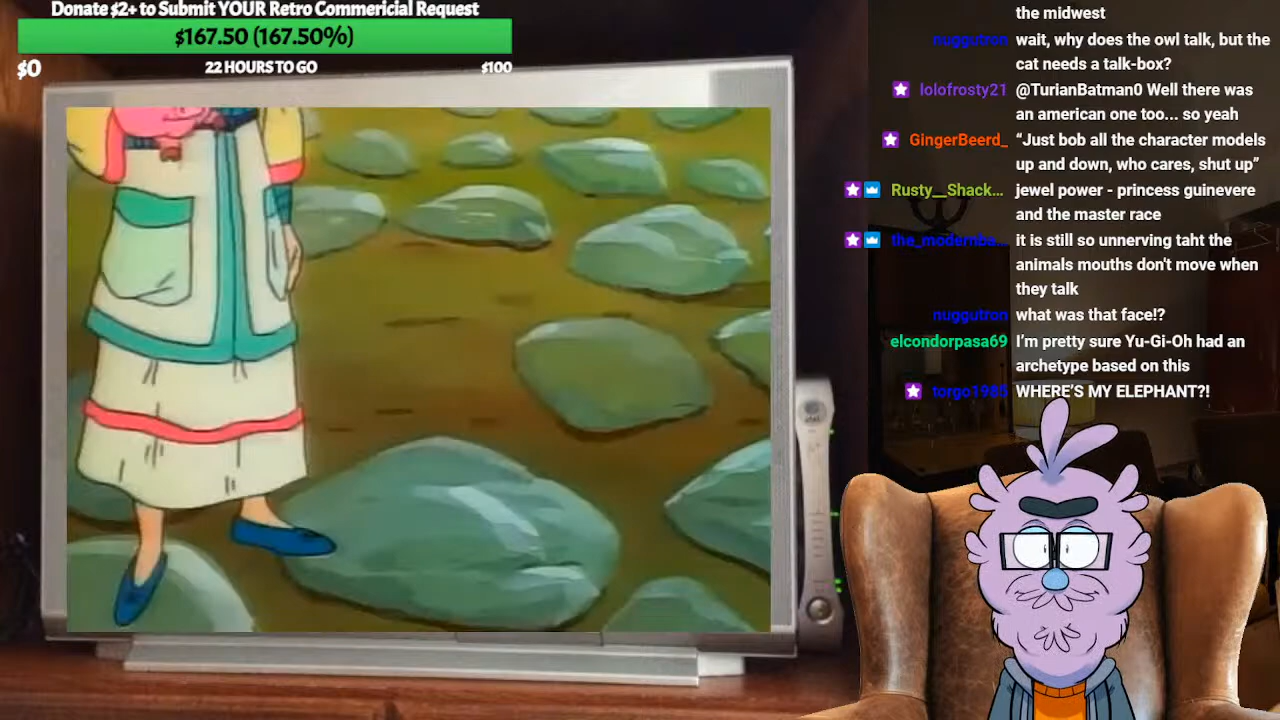 Donate $2+ to Submit YOUR Retro Commericial Request
$167.50 (167.50%)
$0
22 HOURS TO GO
$100
the midwest
nuggutron wait, why does the owl talk, but the
cat needs a talk-box?
lolofrosty21 @TurianBatman0 Well there was
an american one too... so yeah
GingerBeerd_ “Just bob all the character models
up and down, who cares, shut up”
Rusty__Shack... jewel power - princess guinevere
and the master race
the_modernba... it is still so unnerving taht the
animals mouths don't move when
they talk
nuggutron what was that face!?
elcondorpasa69 I’m pretty sure Yu-Gi-Oh had an
archetype based on this
torgo1985 WHERE’S MY ELEPHANT?!